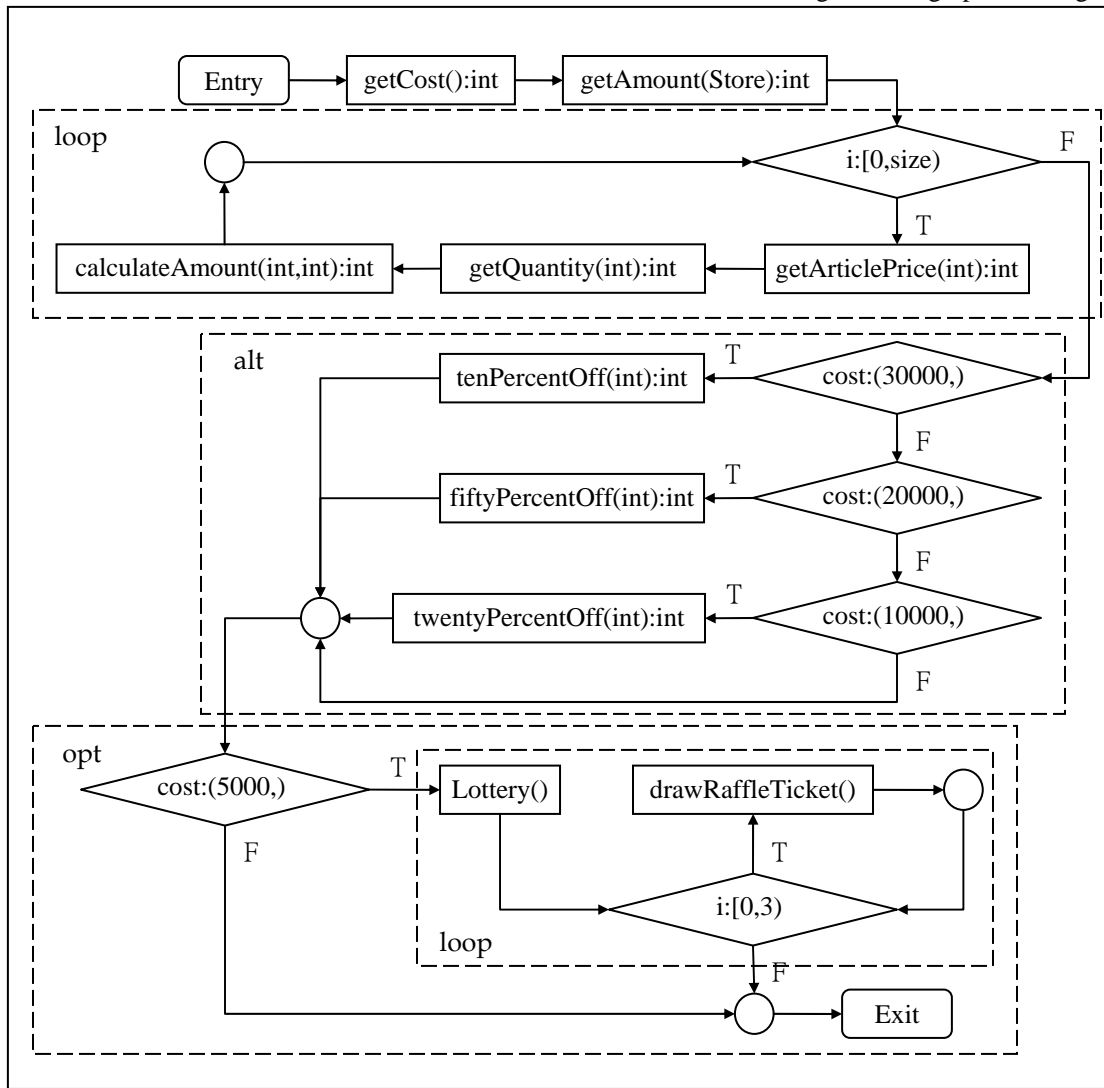 Entry
getCost():int
getAmount(Store):int
loop
i:[0,size)
F
T
calculateAmount(int,int):int
getQuantity(int):int
getArticlePrice(int):int
alt
tenPercentOff(int):int
T
cost:(30000,)
F
fiftyPercentOff(int):int
T
cost:(20000,)
F
twentyPercentOff(int):int
T
cost:(10000,)
F
opt
cost:(5000,)
T
Lottery()
drawRaffleTicket()
F
T
i:[0,3)
loop
F
Exit